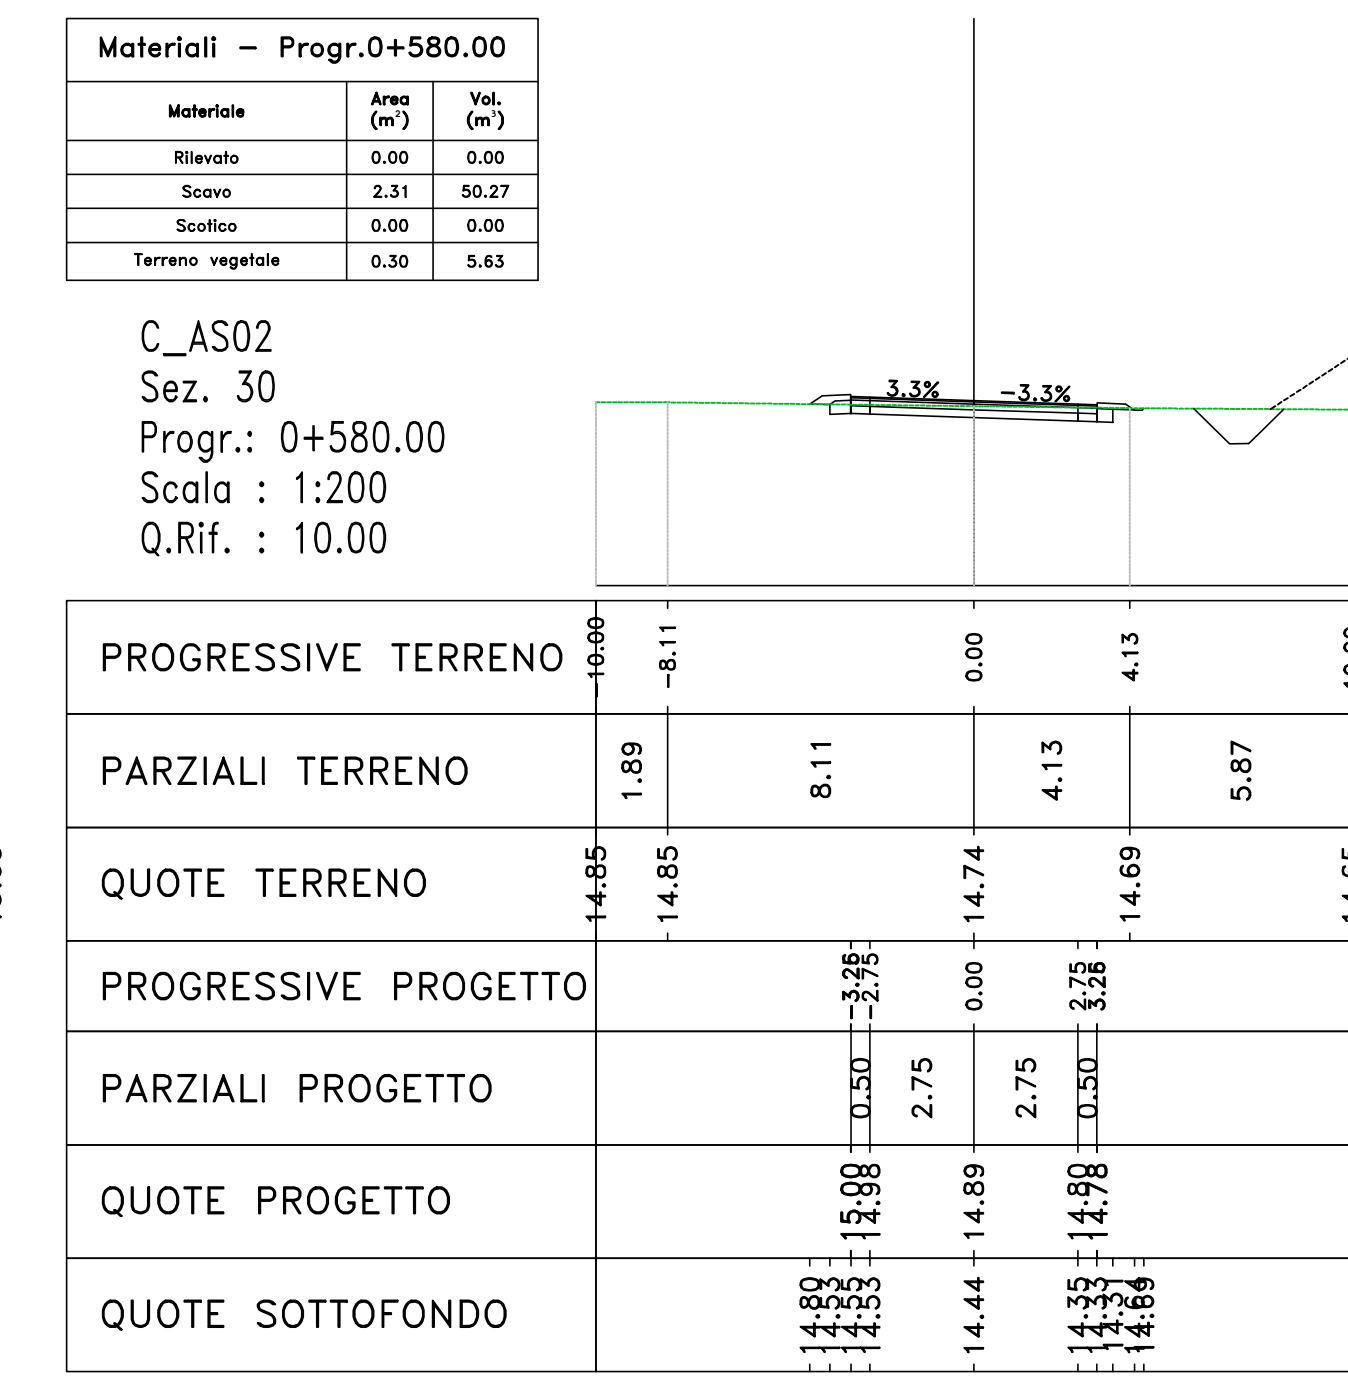 Materiali - Progr.0+580.00
Materiale Area (m²) Vol. (m³)
Rilevato 0.00 0.00
Scavo 2.31 50.27
Scotico 0.00 0.00
Terreno vegetale 0.30 5.63
C_AS02
Sez. 30
Progr.: 0+580.00
Scala : 1:200
Q.Rif. : 10.00
3.3% -3.3%
PROGRESSIVE TERRENO -10.00 -8.11 0.00 4.13
PARZIALI TERRENO 1.89 8.11 4.13 5.87
QUOTE TERRENO 14.85 14.85 14.74 14.69
PROGRESSIVE PROGETTO -2.75 0.00 2.75
PARZIALI PROGETTO 0.50 2.75 2.75 0.50
QUOTE PROGETTO 15.00 14.98 14.89 14.80 14.78
QUOTE SOTTOFONDO 14.80 14.53 14.55 14.53 14.44 14.35 14.33 14.31 14.64 14.69